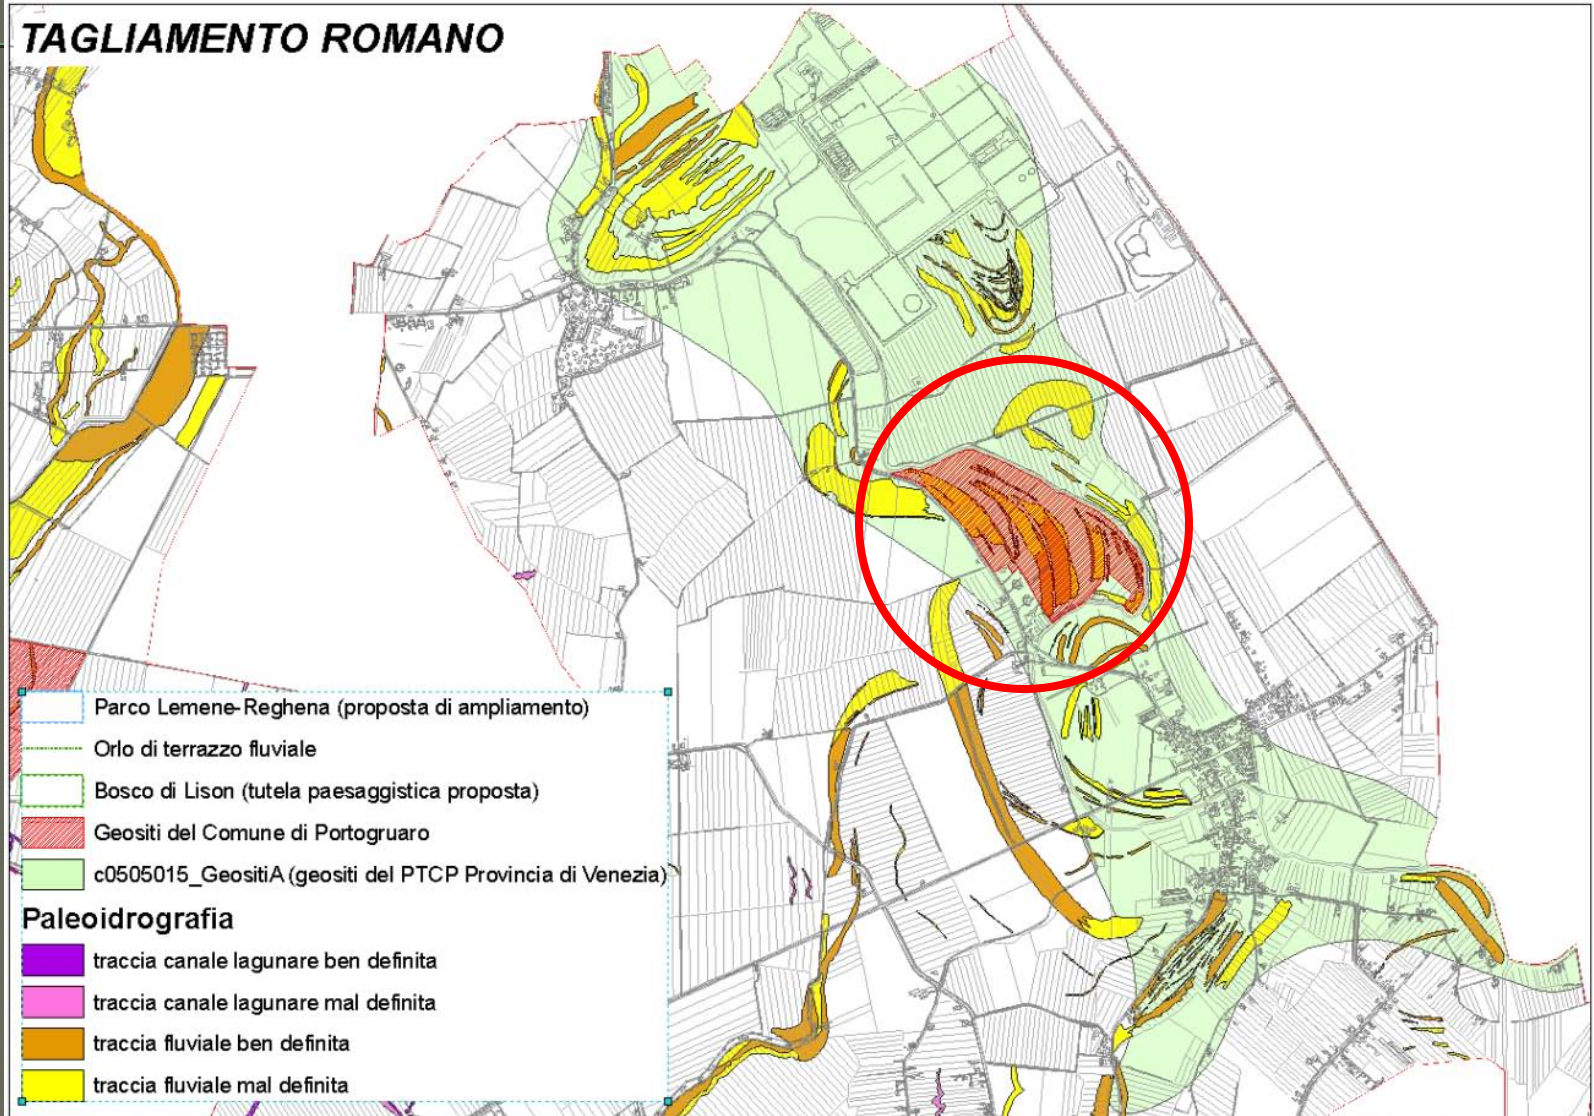 TAGLIAMENTO ROMANO
Parco Lemene-Reghena (proposta di ampliamento)
Orlo di terrazzo fluviale
Bosco di Lison (tutela paesaggistica proposta)
Geositi del Comune di Portogruaro
c0505015_GeositiA (geositi del PTCP Provincia di Venezia)
Paleoidrografia
traccia canale lagunare ben definita
traccia canale lagunare mal definita
traccia fluviale ben definita
traccia fluviale mal definita